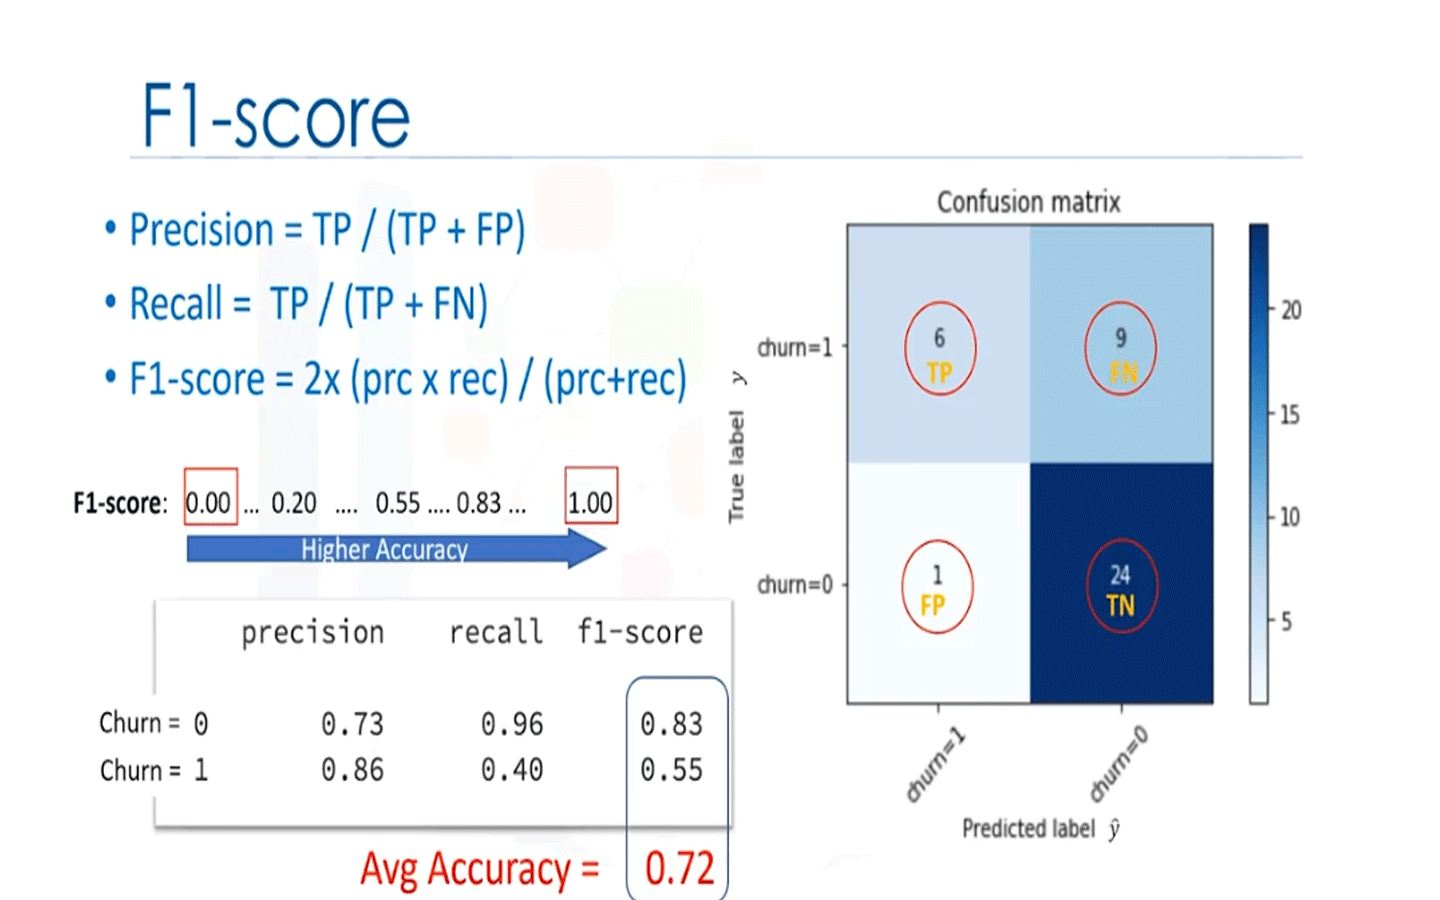 F1-score
• Precision = TP / (TP + FP)
• Recall = TP / (TP + FN)
• F1-score = 2x (prc x rec) / (prc+rec)
F1-score: 0.00 ... 0.20 .... 0.55 .... 0.83 ... 1.00
Higher Accuracy
precision recall f1-score
Churn = 0 0.73 0.96 0.83
Churn = 1 0.86 0.40 0.55
Avg Accuracy = 0.72
Confusion matrix
True label y
churn=1
churn=0
6
TP
9
FN
1
FP
24
TN
20
15
10
5
churn=1
churn=0
Predicted label ŷ